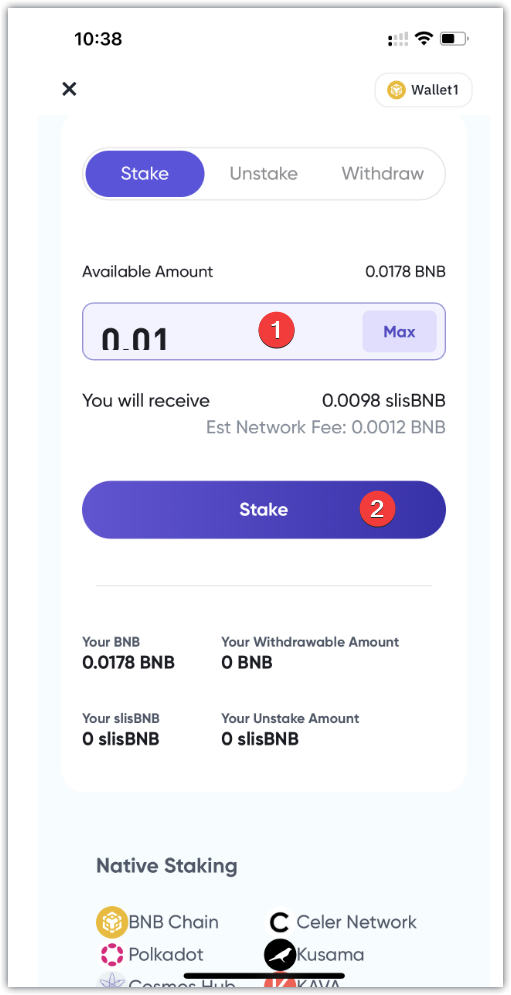 10:38
Wallet1
Stake Unstake Withdraw
Available Amount 0.0178 BNB
0.01 1 Max
You will receive 0.0098 slisBNB
Est Network Fee: 0.0012 BNB
Stake 2
Your BNB Your Withdrawable Amount
0.0178 BNB 0 BNB
Your slisBNB Your Unstake Amount
0 slisBNB 0 slisBNB
Native Staking
BNB Chain Celer Network
Polkadot Kusama
Cosmos Hub KAVA